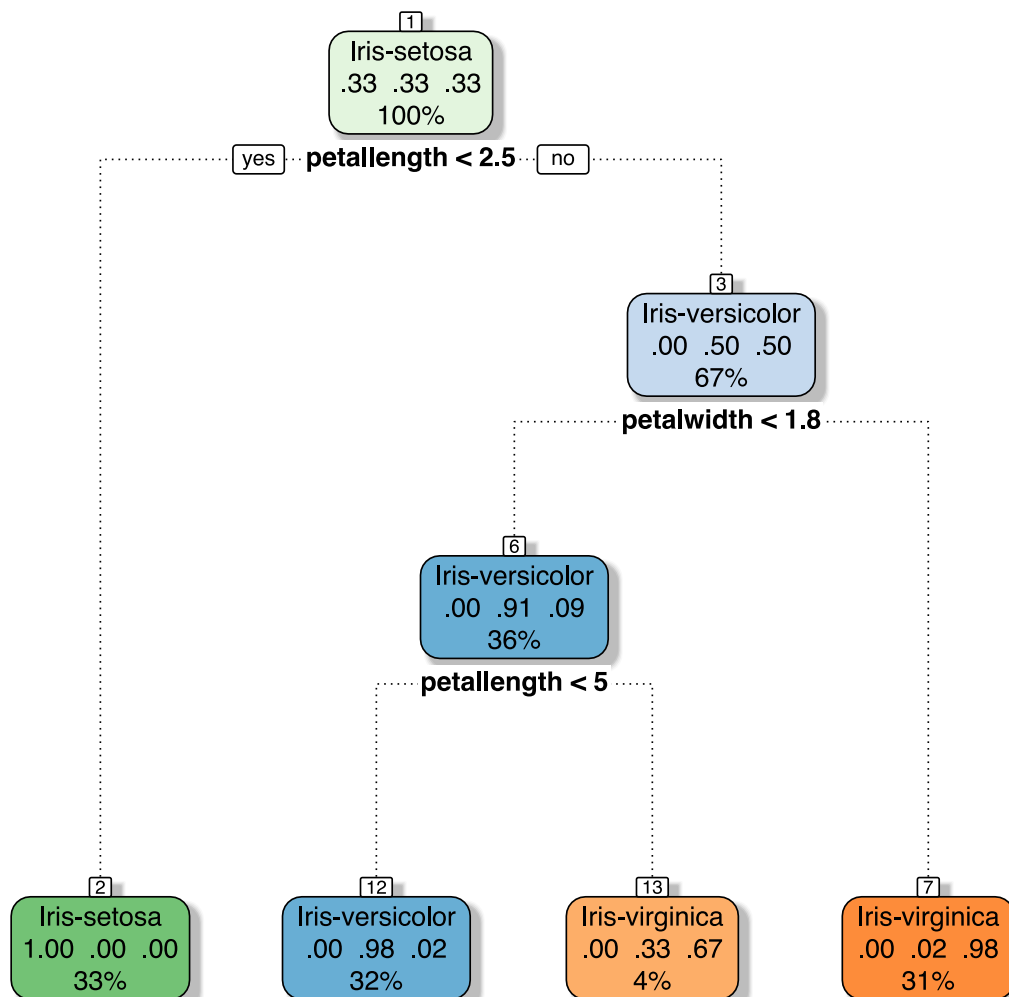 1
Iris-setosa
.33 .33 .33
100%
yes petallength < 2.5 no
3
Iris-versicolor
.00 .50 .50
67%
petalwidth < 1.8
6
Iris-versicolor
.00 .91 .09
36%
petallength < 5
2
Iris-setosa
1.00 .00 .00
33%
12
Iris-versicolor
.00 .98 .02
32%
13
Iris-virginica
.00 .33 .67
4%
7
Iris-virginica
.00 .02 .98
31%